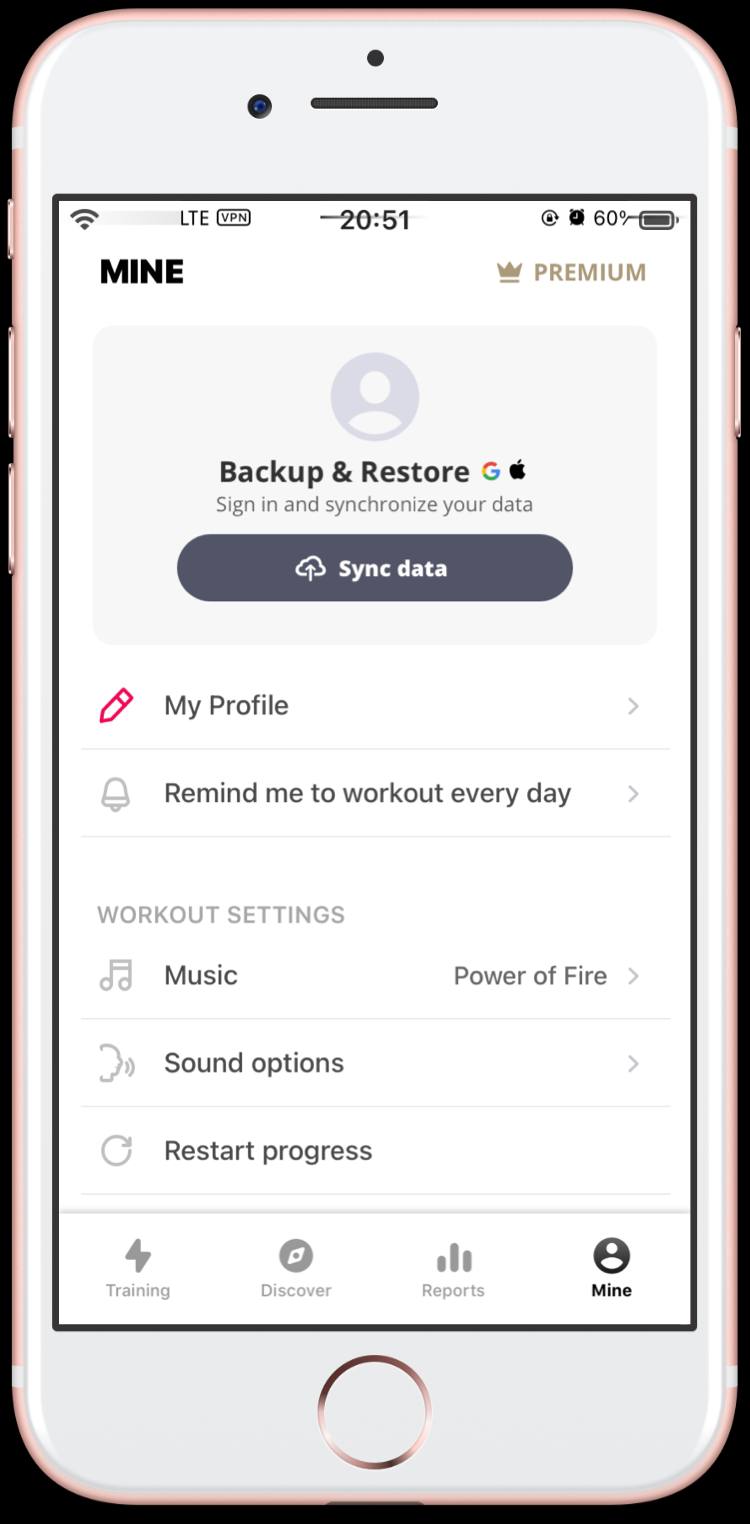 LTE VPN 20:51 60%
MINE PREMIUM
Backup & Restore
Sign in and synchronize your data
Sync data
My Profile
Remind me to workout every day
WORKOUT SETTINGS
Music Power of Fire
Sound options
Restart progress
Training Discover Reports Mine